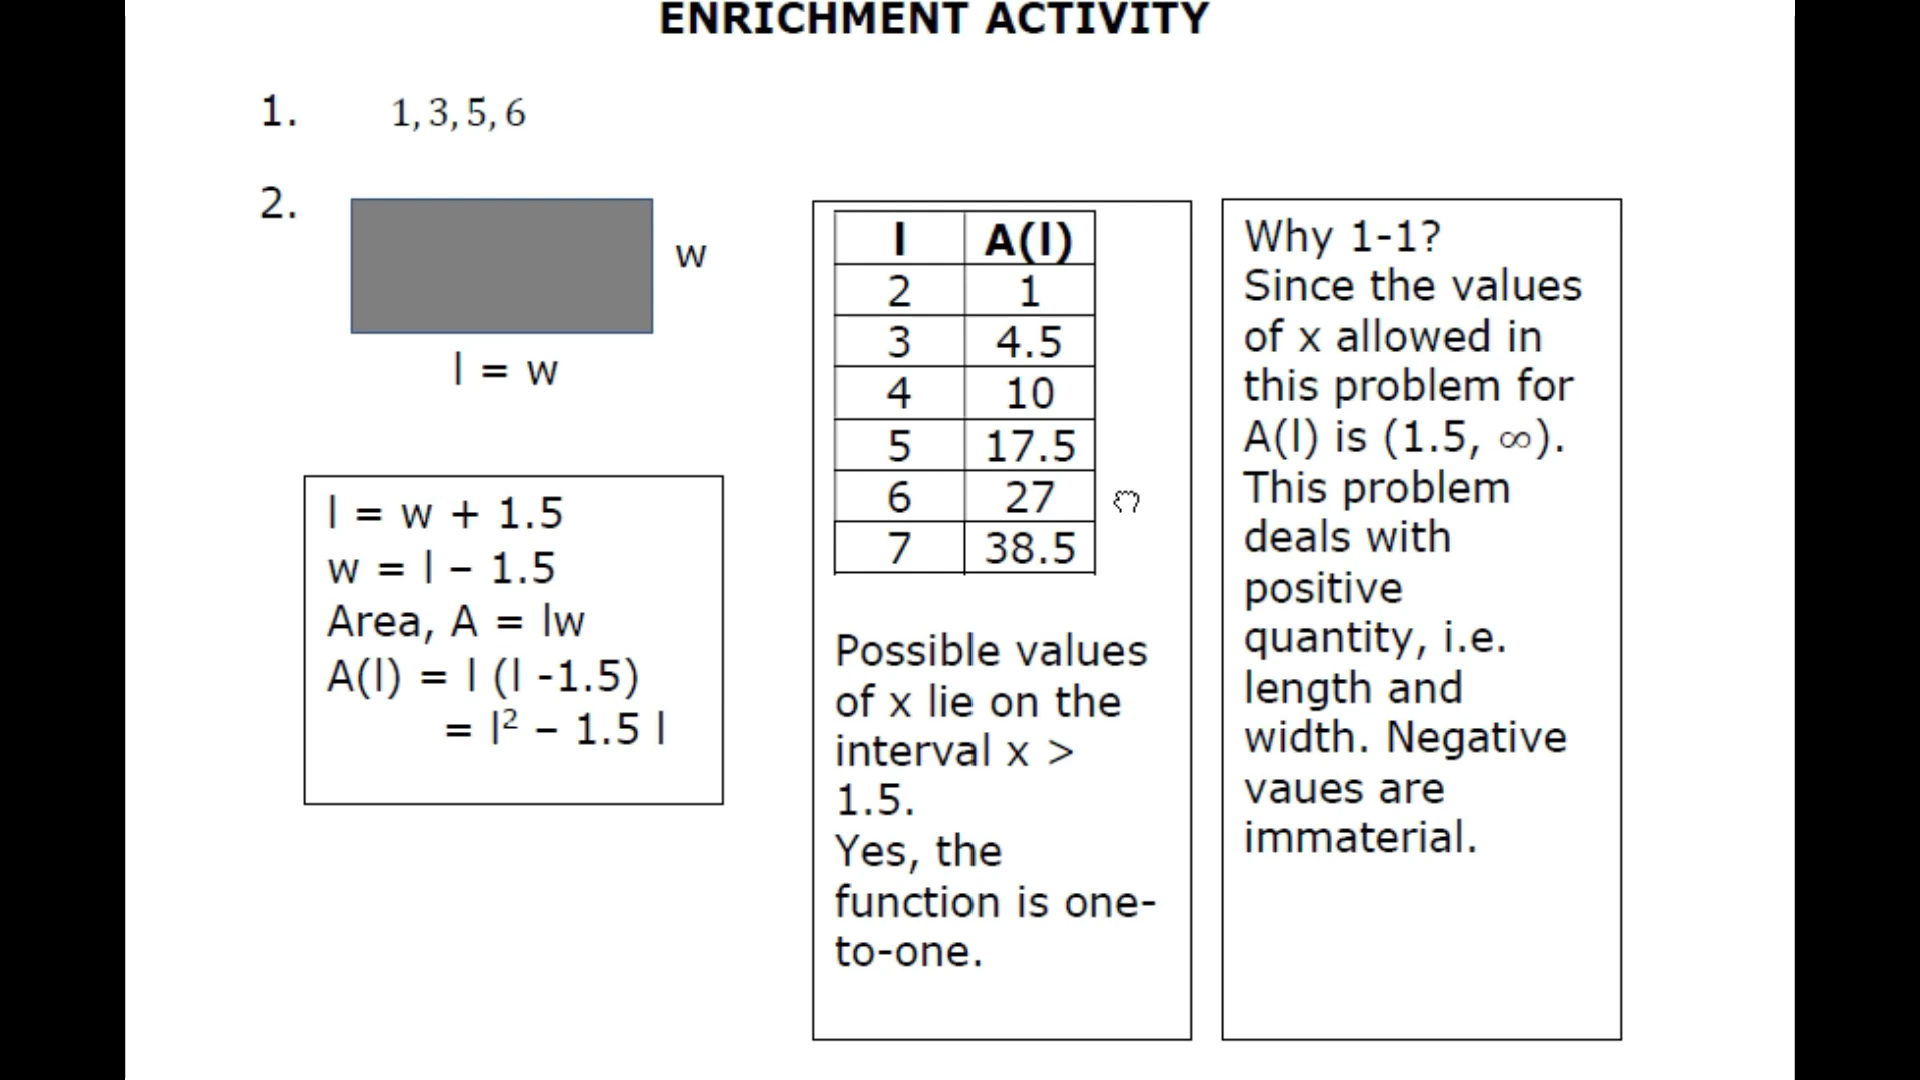 ENRICHMENT ACTIVITY
1. 1, 3, 5, 6
2.
w
l = w
l = w + 1.5
w = l – 1.5
Area, A = lw
A(l) = l (l -1.5)
= l² – 1.5 l
l A(l)
2 1
3 4.5
4 10
5 17.5
6 27
7 38.5
Possible values
of x lie on the
interval x >
1.5.
Yes, the
function is one-
to-one.
Why 1-1?
Since the values
of x allowed in
this problem for
A(l) is (1.5, ∞).
This problem
deals with
positive
quantity, i.e.
length and
width. Negative
vaues are
immaterial.